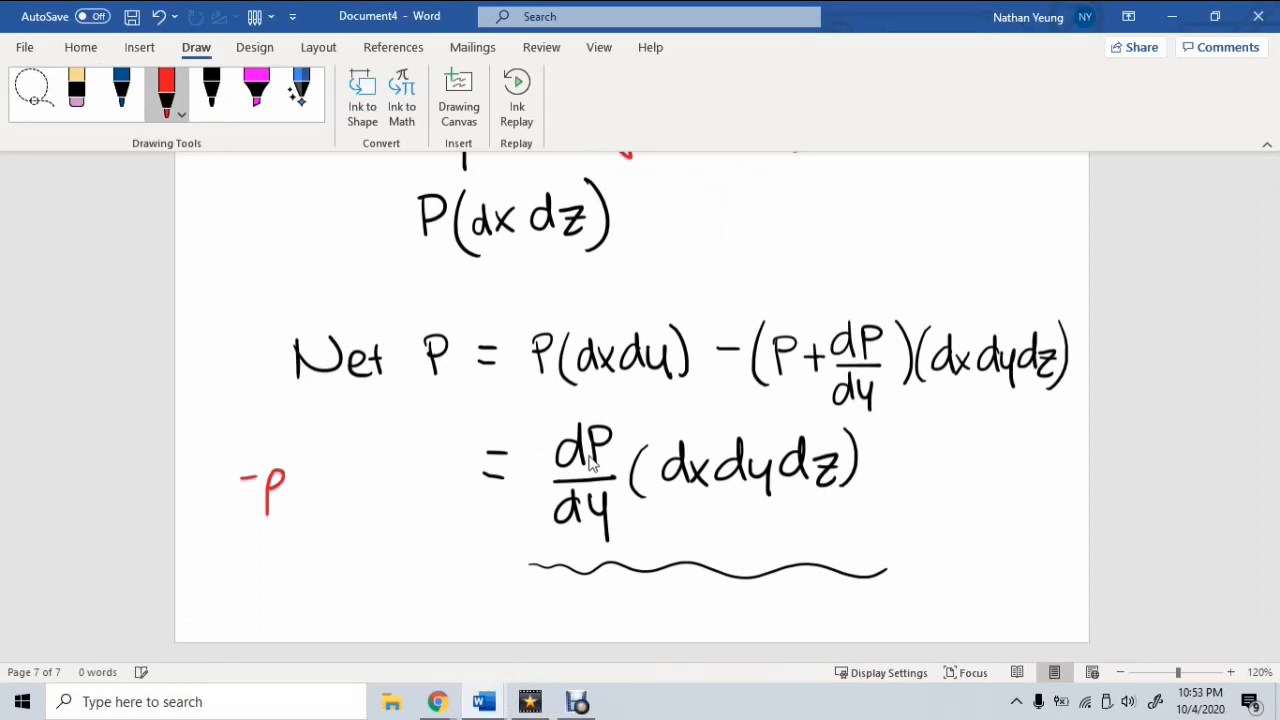 AutoSave Off Document4 - Word Search Nathan Yeung NY
File Home Insert Draw Design Layout References Mailings Review View Help Share Comments
Ink to Shape Ink to Math Drawing Canvas Ink Replay
Drawing Tools Convert Insert Replay
P(dx dz)
Net P = P(dxdy) - (P + dP/dy)(dxdydz)
= dP/dy (dxdydz)
-ρ
Page 7 of 7 0 words Display Settings Focus 120%
Type here to search
10:53 PM
10/4/2020
9